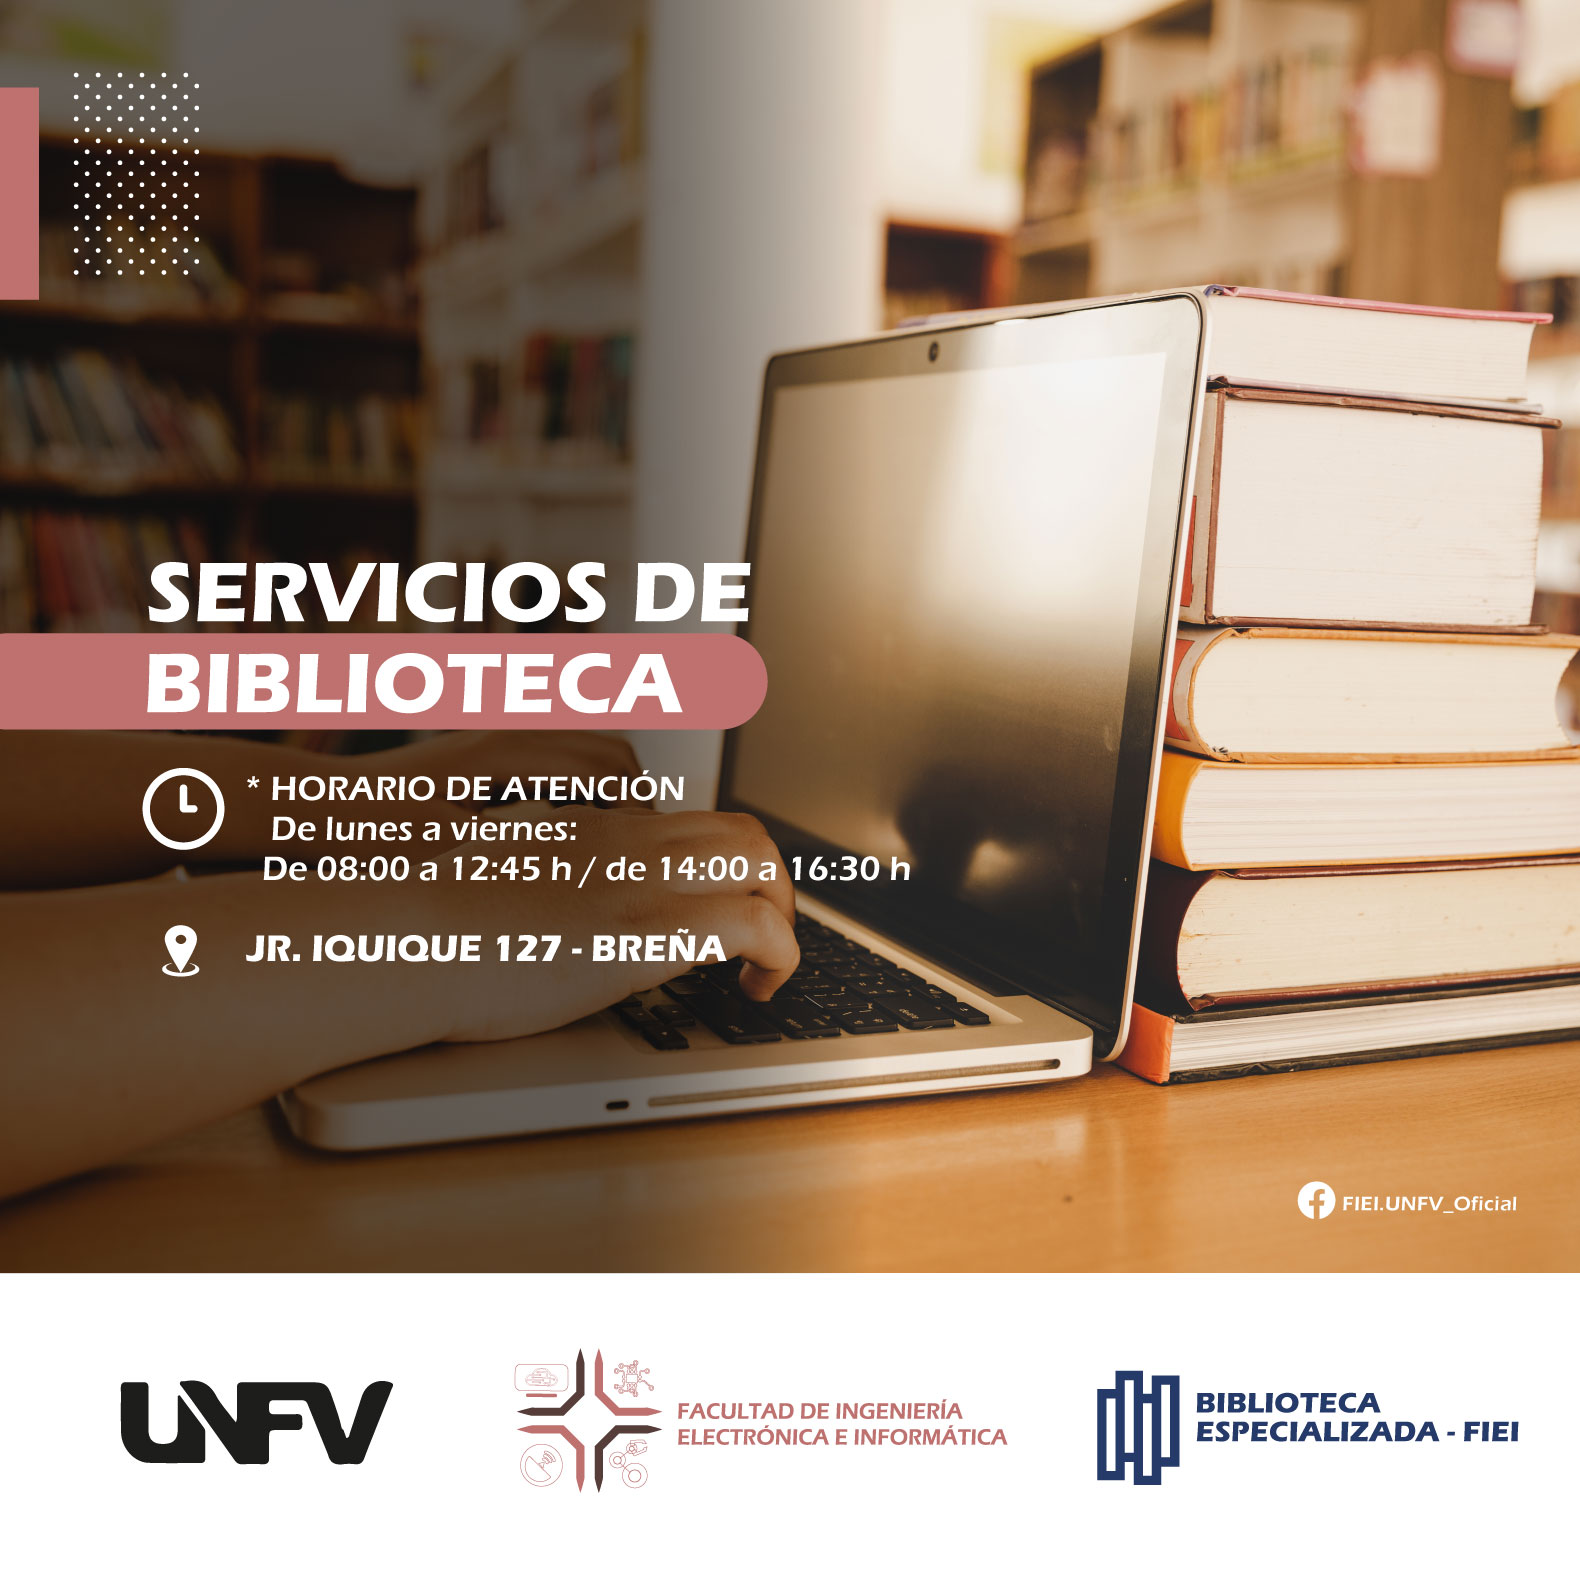 SERVICIOS DE
BIBLIOTECA
* HORARIO DE ATENCIÓN
De lunes a viernes:
De 08:00 a 12:45 h / de 14:00 a 16:30 h
JR. IQUIQUE 127 - BREÑA
FIEI.UNFV_Oficial
UNFV
FACULTAD DE INGENIERÍA
ELECTRÓNICA E INFORMÁTICA
BIBLIOTECA
ESPECIALIZADA - FIEI